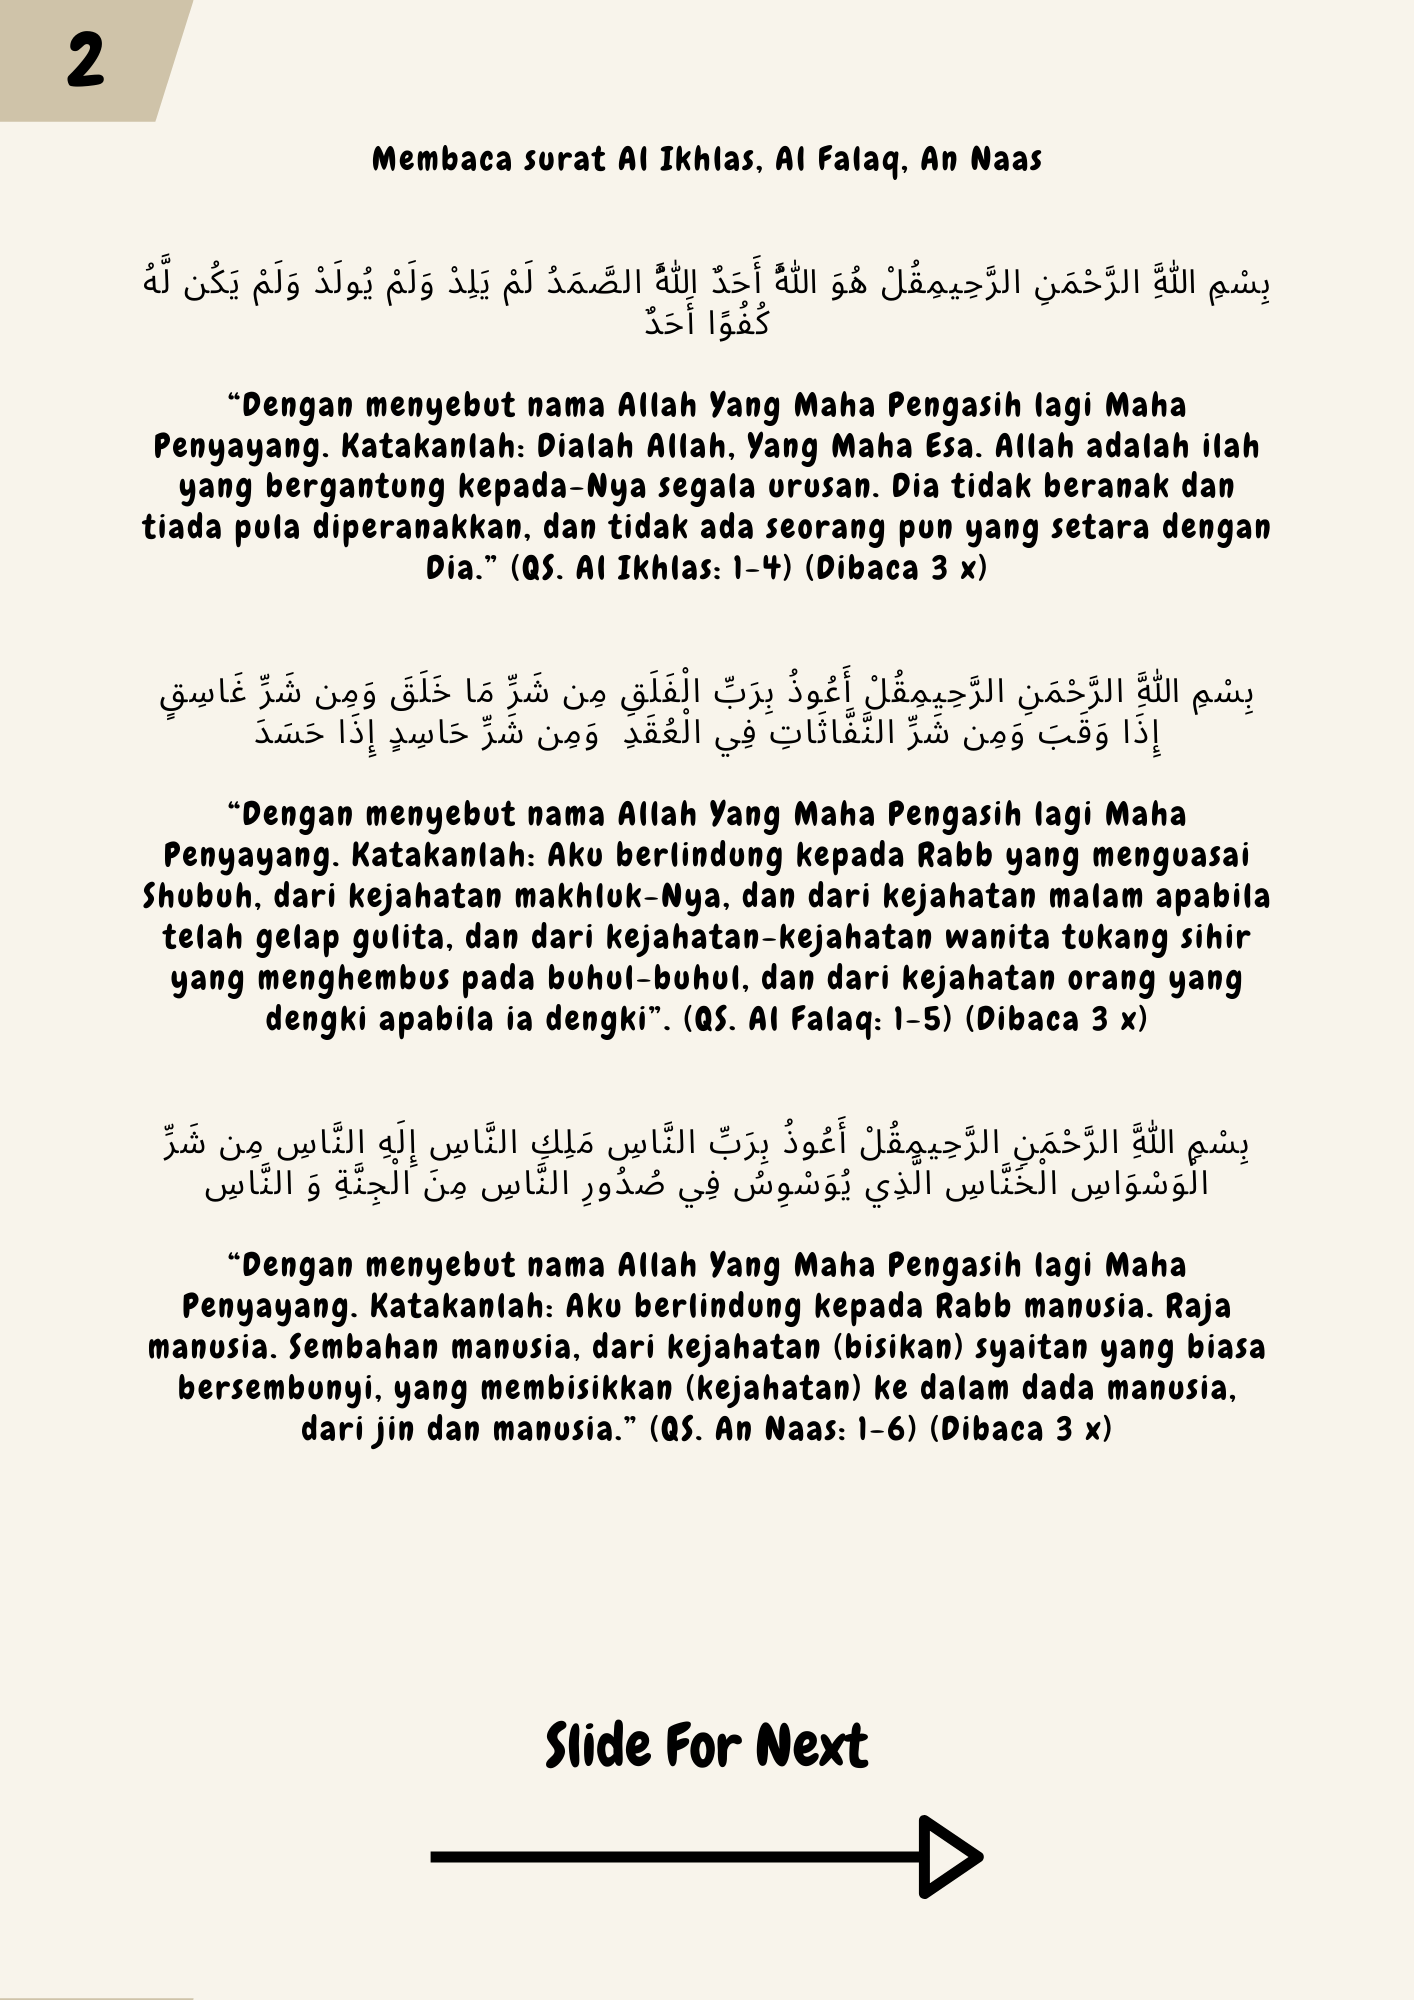 2
Membaca surat Al Ikhlas, Al Falaq, An Naas
بِسْمِ اللَّهِ الرَّحْمَنِ الرَّحِيمِقُلْ هُوَ اللَّهُ أَحَدٌ اللَّهُ الصَّمَدُ لَمْ يَلِدْ وَلَمْ يُولَدْ وَلَمْ يَكُن لَّهُ
كُفُوًا أَحَدٌ
“Dengan menyebut nama Allah Yang Maha Pengasih lagi Maha
Penyayang. Katakanlah: Dialah Allah, Yang Maha Esa. Allah adalah ilah
yang bergantung kepada-Nya segala urusan. Dia tidak beranak dan
tiada pula diperanakkan, dan tidak ada seorang pun yang setara dengan
Dia.” (QS. Al Ikhlas: 1-4) (Dibaca 3 x)
بِسْمِ اللَّهِ الرَّحْمَنِ الرَّحِيمِقُلْ أَعُوذُ بِرَبِّ الْفَلَقِ مِن شَرِّ مَا خَلَقَ وَمِن شَرِّ غَاسِقٍ
إِذَا وَقَبَ وَمِن شَرِّ النَّفَّاثَاتِ فِي الْعُقَدِ وَمِن شَرِّ حَاسِدٍ إِذَا حَسَدَ
“Dengan menyebut nama Allah Yang Maha Pengasih lagi Maha
Penyayang. Katakanlah: Aku berlindung kepada Rabb yang menguasai
Shubuh, dari kejahatan makhluk-Nya, dan dari kejahatan malam apabila
telah gelap gulita, dan dari kejahatan-kejahatan wanita tukang sihir
yang menghembus pada buhul-buhul, dan dari kejahatan orang yang
dengki apabila ia dengki”. (QS. Al Falaq: 1-5) (Dibaca 3 x)
بِسْمِ اللَّهِ الرَّحْمَنِ الرَّحِيمِقُلْ أَعُوذُ بِرَبِّ النَّاسِ مَلِكِ النَّاسِ إِلَهِ النَّاسِ مِن شَرِّ
الْوَسْوَاسِ الْخَنَّاسِ الَّذِي يُوَسْوِسُ فِي صُدُورِ النَّاسِ مِنَ الْجِنَّةِ وَ النَّاسِ
“Dengan menyebut nama Allah Yang Maha Pengasih lagi Maha
Penyayang. Katakanlah: Aku berlindung kepada Rabb manusia. Raja
manusia. Sembahan manusia, dari kejahatan (bisikan) syaitan yang biasa
bersembunyi, yang membisikkan (kejahatan) ke dalam dada manusia,
dari jin dan manusia.” (QS. An Naas: 1-6) (Dibaca 3 x)
Slide For Next